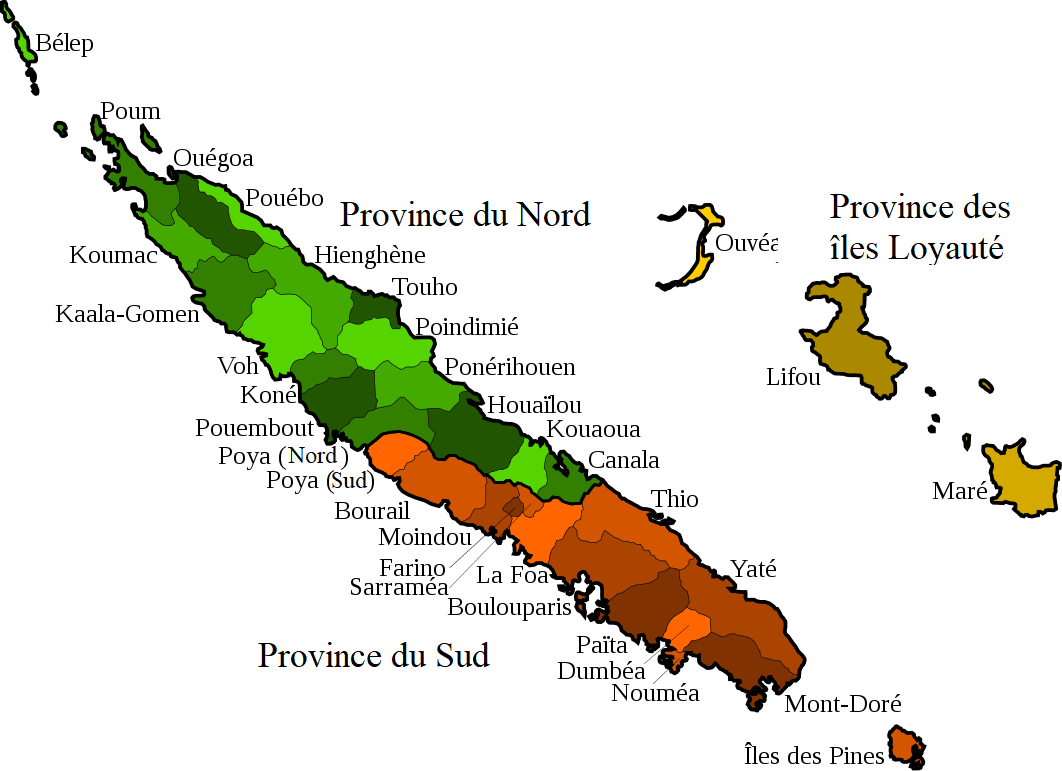 Bélep
Poum
Ouégoa
Pouébo
Province du Nord
Province des
îles Loyauté
Ouvéa
Koumac
Hienghène
Touho
Kaala-Gomen
Poindimié
Voh
Ponérihouen
Lifou
Koné
Houaïlou
Pouembout
Kouaoua
Poya (Nord)
Canala
Poya (Sud)
Maré
Thio
Bourail
Moindou
Farino
Yaté
Sarraméa
La Foa
Boulouparis
Païta
Province du Sud
Dumbéa
Nouméa
Mont-Doré
Îles des Pines